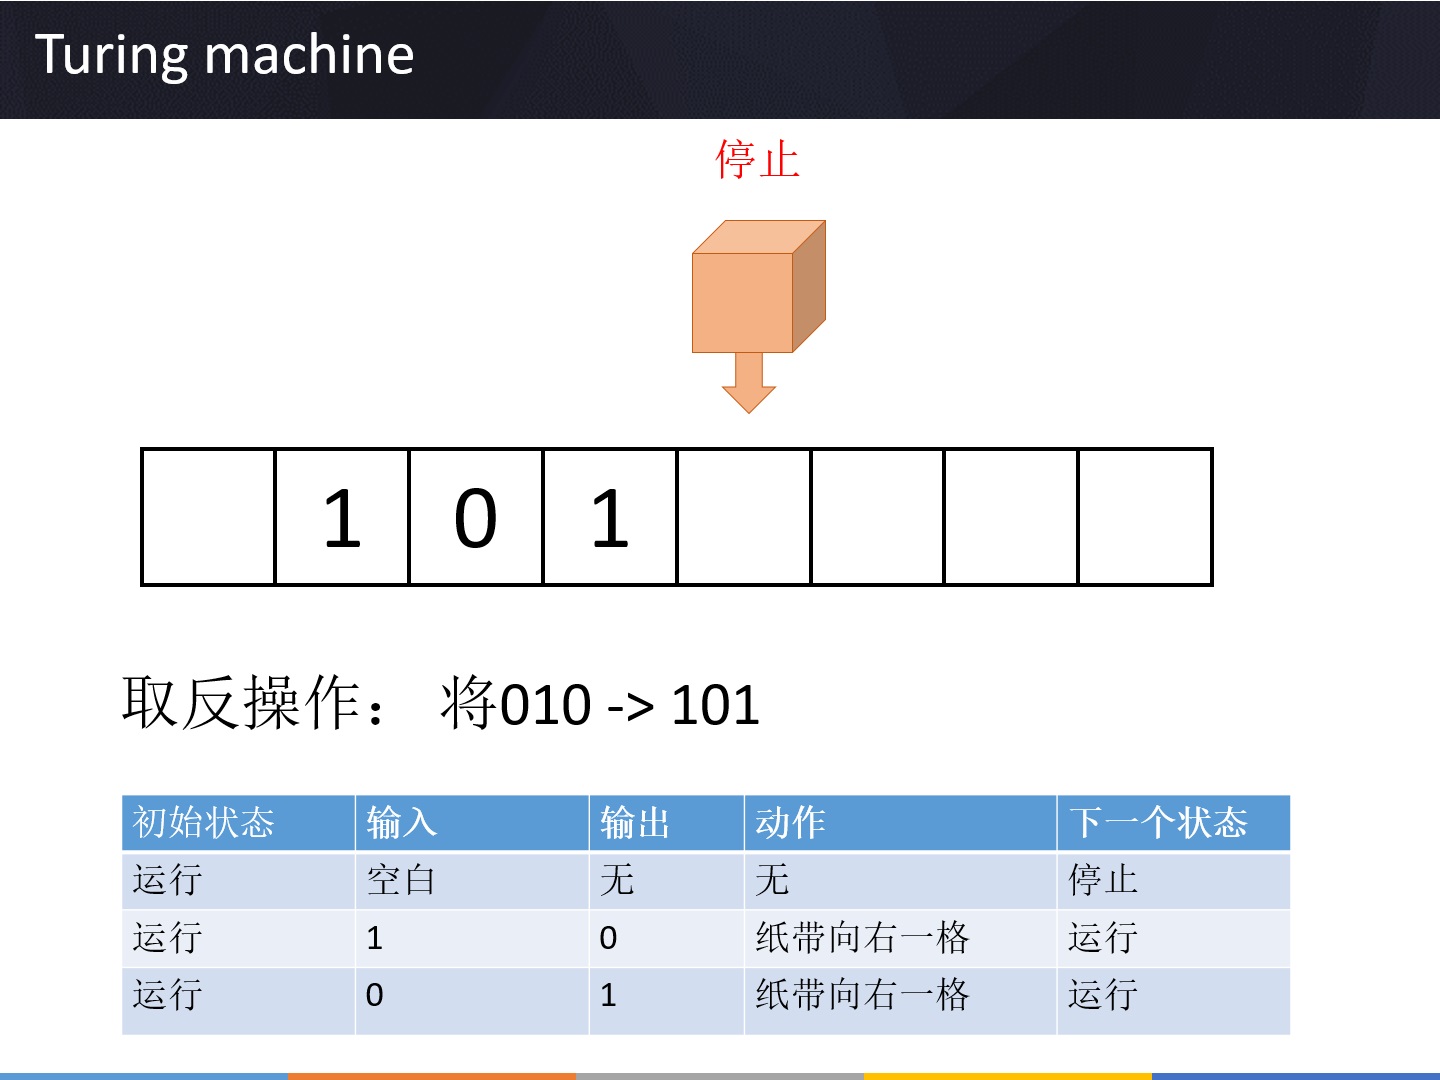 Turing machine
停止
1 0 1
取反操作： 将010 -> 101
初始状态 输入 输出 动作 下一个状态
运行 空白 无 无 停止
运行 1 0 纸带向右一格 运行
运行 0 1 纸带向右一格 运行